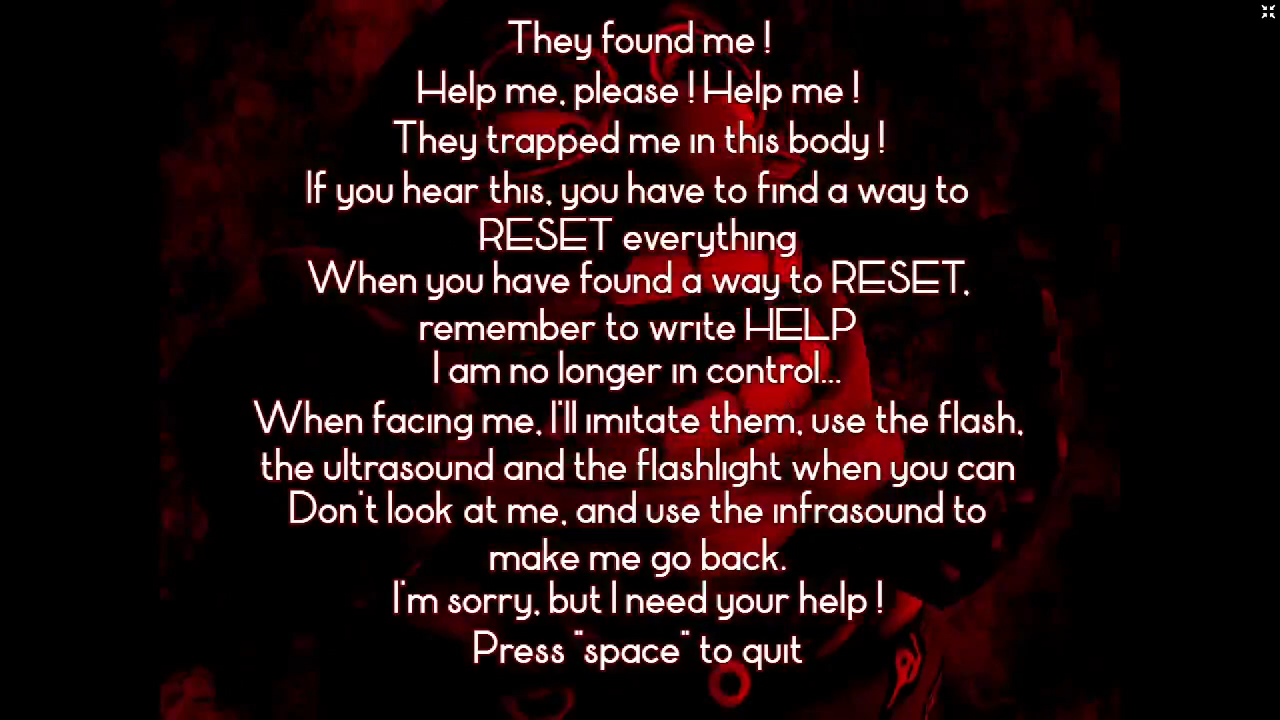 They found me !
Help me, please ! Help me !
They trapped me in this body !
If you hear this, you have to find a way to
RESET everything
When you have found a way to RESET,
remember to write HELP
I am no longer in control...
When facing me, I'll imitate them, use the flash,
the ultrasound and the flashlight when you can
Don't look at me, and use the infrasound to
make me go back.
I'm sorry, but I need your help !
Press "space" to quit